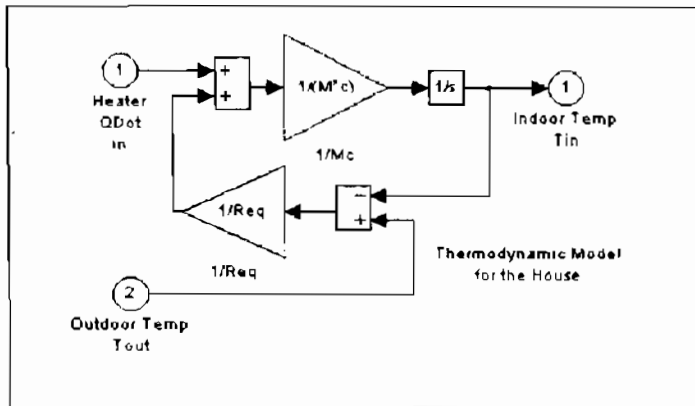 1
Heater
QDot
in
+
+
1/(M*c)
1/Mc
1/s
1
Indoor Temp
Tin
1/Req
1/Req
−
+
2
Outdoor Temp
Tout
Thermodynamic Model
for the House